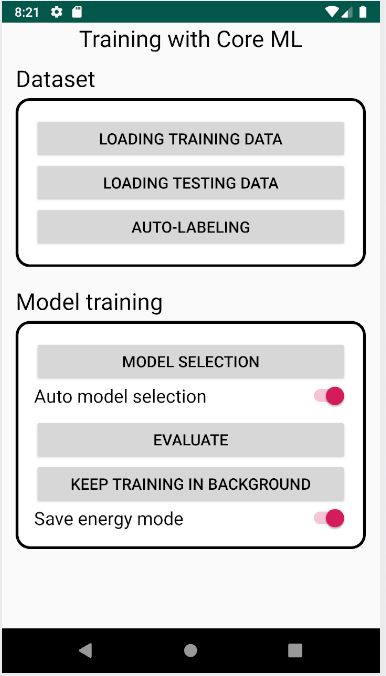 8:21
Training with Core ML
Dataset
LOADING TRAINING DATA
LOADING TESTING DATA
AUTO-LABELING
Model training
MODEL SELECTION
Auto model selection
EVALUATE
KEEP TRAINING IN BACKGROUND
Save energy mode